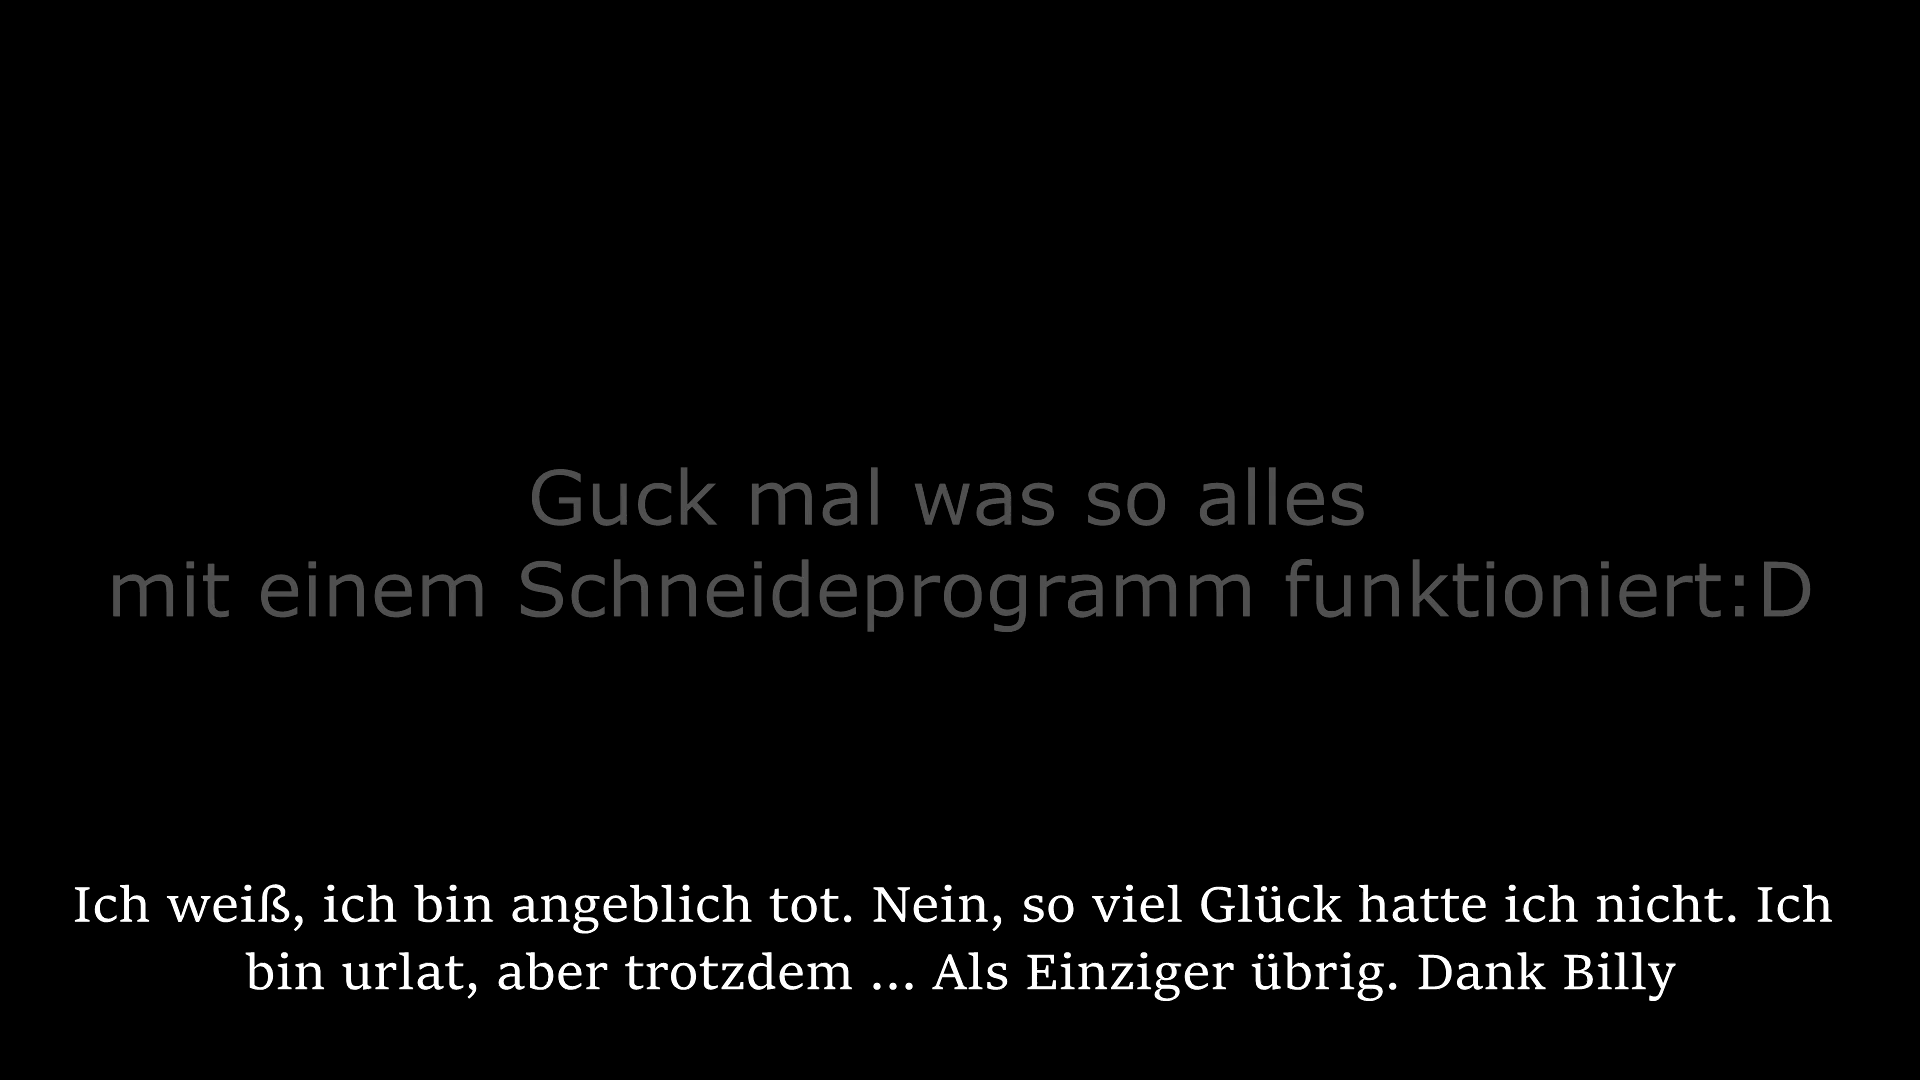 Guck mal was so alles
mit einem Schneideprogramm funktioniert:D
Ich weiß, ich bin angeblich tot. Nein, so viel Glück hatte ich nicht. Ich
bin urlat, aber trotzdem ... Als Einziger übrig. Dank Billy